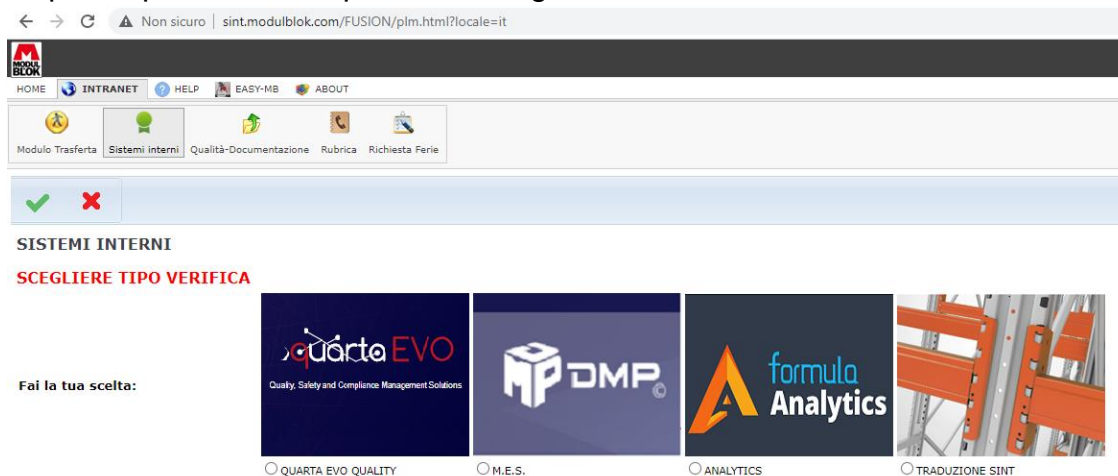 Non sicuro | sint.modulblok.com/FUSION/plm.html?locale=it
MODUL
BLOK
HOME INTRANET HELP EASY-MB ABOUT
Modulo Trasferta Sistemi interni Qualità-Documentazione Rubrica Richiesta Ferie
SISTEMI INTERNI
SCEGLIERE TIPO VERIFICA
quarta EVO
Quality, Safety and Compliance Management Solutions
DMP©
formula
Analytics
Fai la tua scelta:
QUARTA EVO QUALITY M.E.S. ANALYTICS TRADUZIONE SINT